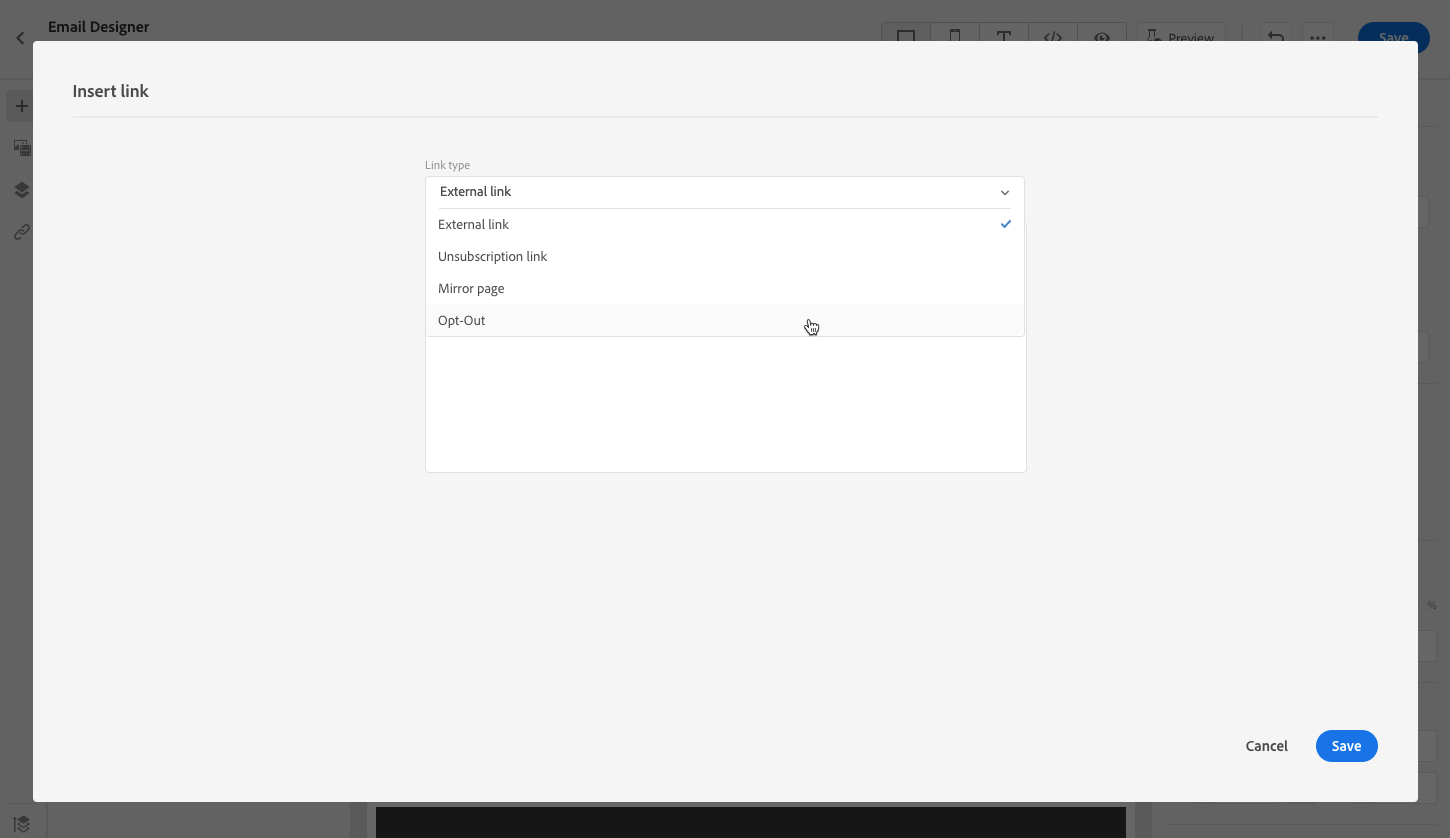 Email Designer
Preview
Save
Insert link
Link type
External link
External link
Unsubscription link
Mirror page
Opt-Out
%
Cancel
Save